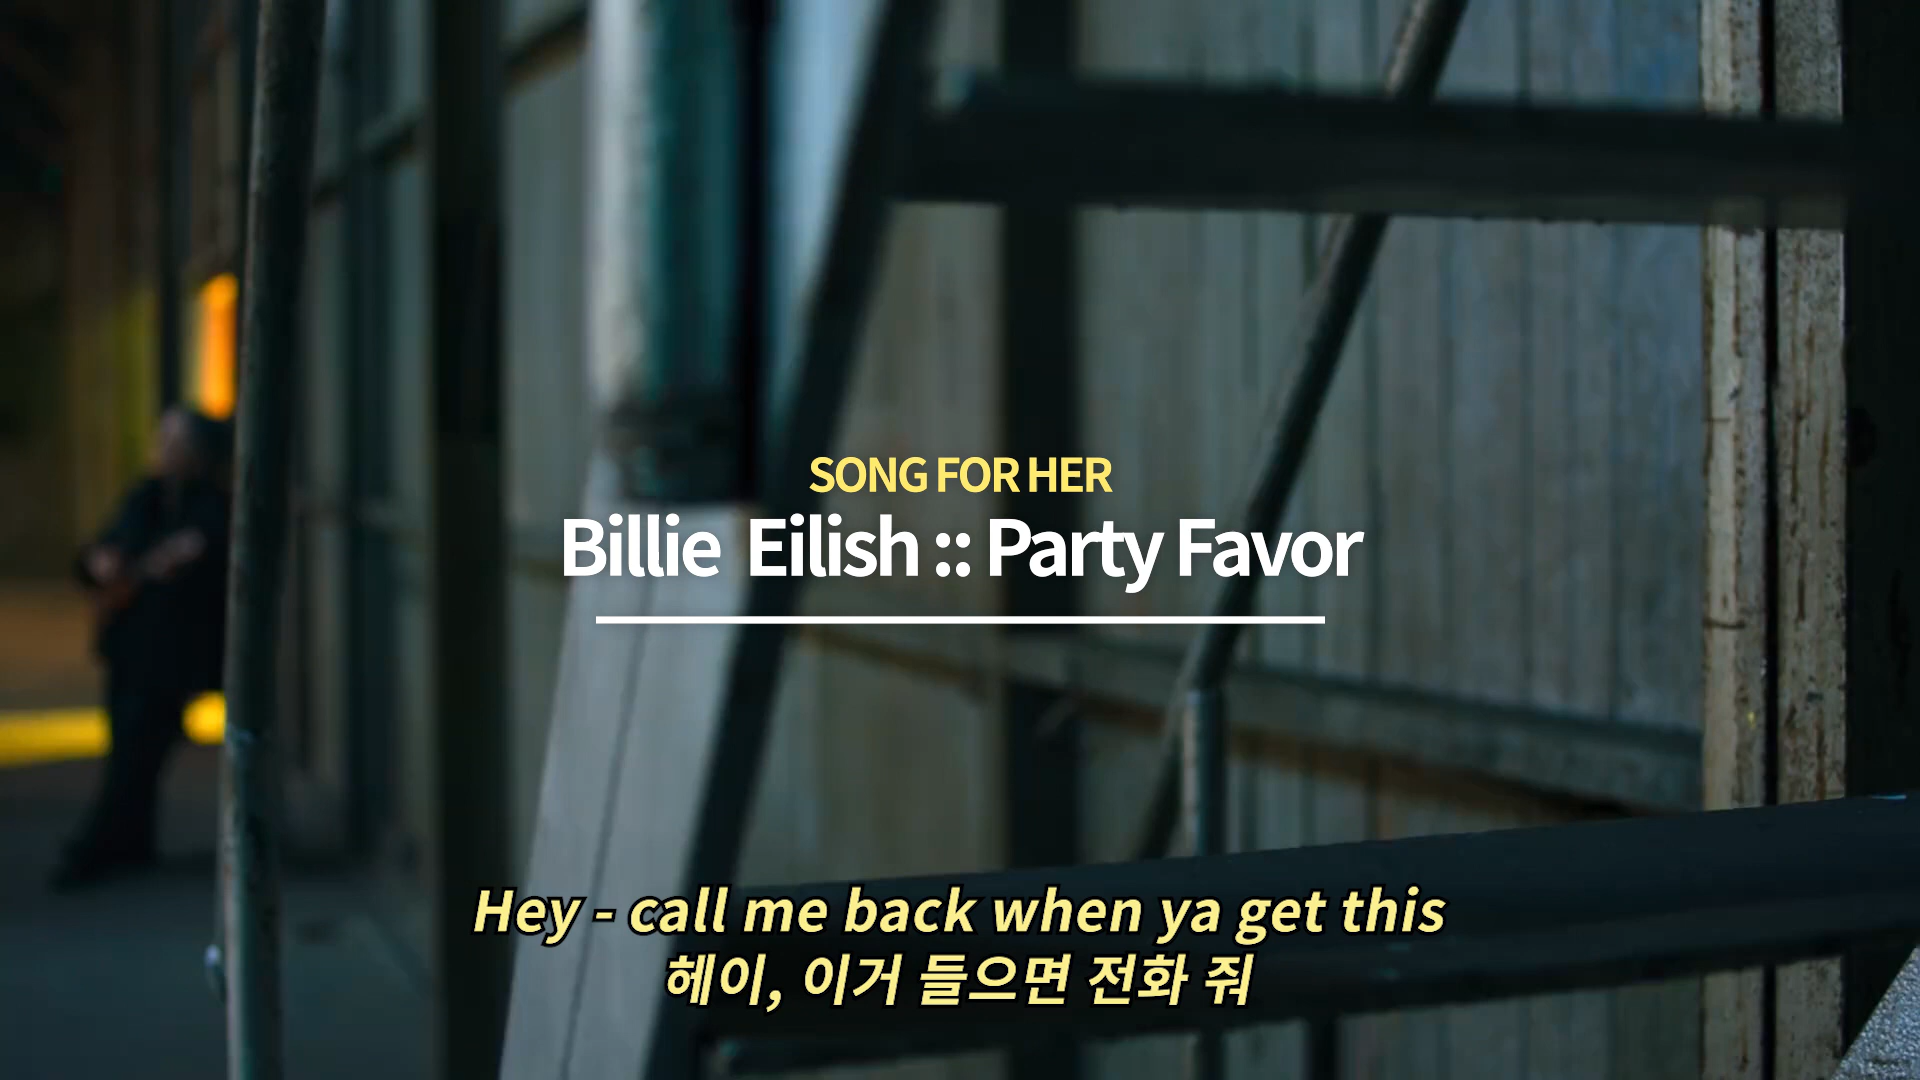 SONG FOR HER
Billie Eilish :: Party Favor
Hey - call me back when ya get this
헤이, 이거 들으면 전화 줘